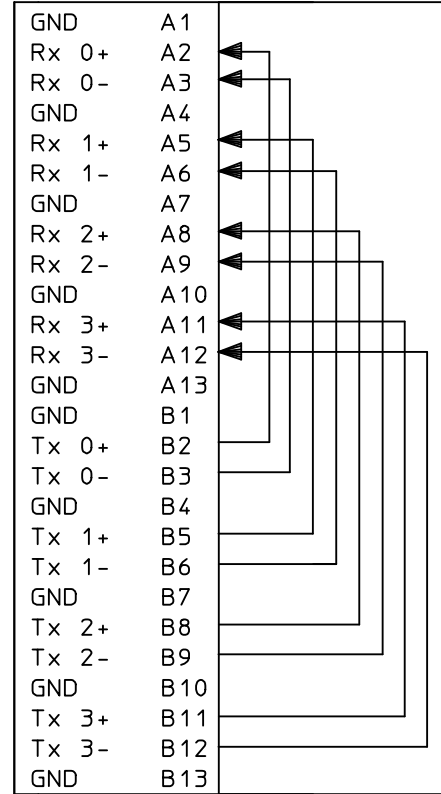 GND A1
Rx 0+ A2
Rx 0- A3
GND A4
Rx 1+ A5
Rx 1- A6
GND A7
Rx 2+ A8
Rx 2- A9
GND A10
Rx 3+ A11
Rx 3- A12
GND A13
GND B1
Tx 0+ B2
Tx 0- B3
GND B4
Tx 1+ B5
Tx 1- B6
GND B7
Tx 2+ B8
Tx 2- B9
GND B10
Tx 3+ B11
Tx 3- B12
GND B13